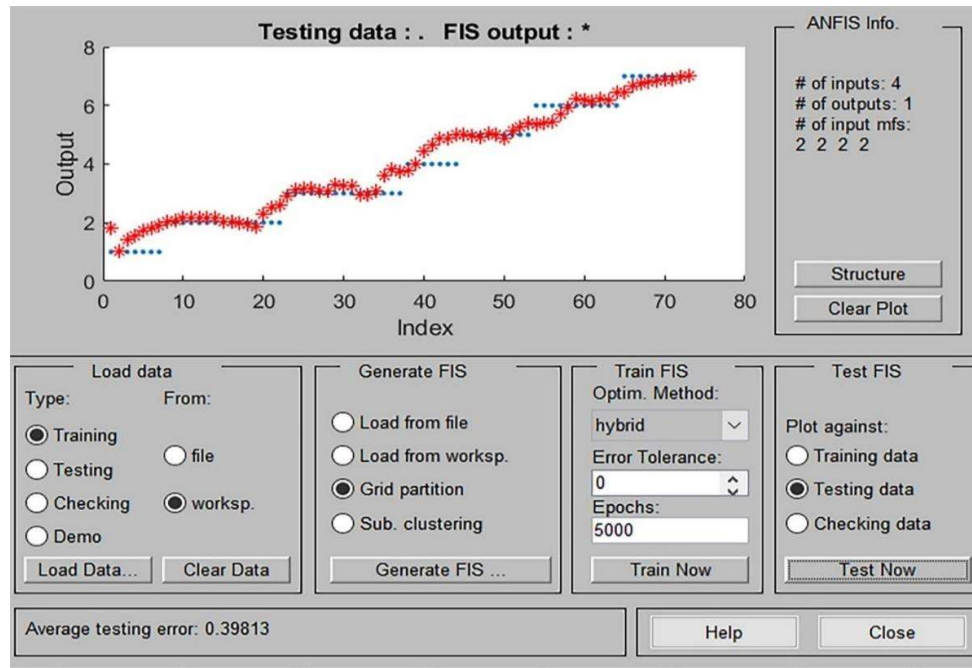 Testing data : .   FIS output : *
8
6
4
2
0
Output
0 10 20 30 40 50 60 70 80
Index
ANFIS Info.
# of inputs: 4
# of outputs: 1
# of input mfs:
2 2 2 2
Structure
Clear Plot
Load data
Type: From:
Training
file
Testing
Checking
worksp.
Demo
Load Data...
Clear Data
Generate FIS
Load from file
Load from worksp.
Grid partition
Sub. clustering
Generate FIS ...
Train FIS
Optim. Method:
hybrid
Error Tolerance:
0
Epochs:
5000
Train Now
Test FIS
Plot against:
Training data
Testing data
Checking data
Test Now
Average testing error: 0.39813
Help
Close